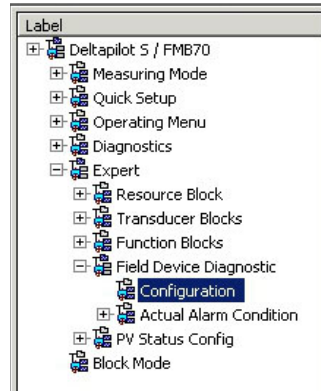 Label
Deltapilot S / FMB70
Measuring Mode
Quick Setup
Operating Menu
Diagnostics
Expert
Resource Block
Transducer Blocks
Function Blocks
Field Device Diagnostic
Configuration
Actual Alarm Condition
PV Status Config
Block Mode